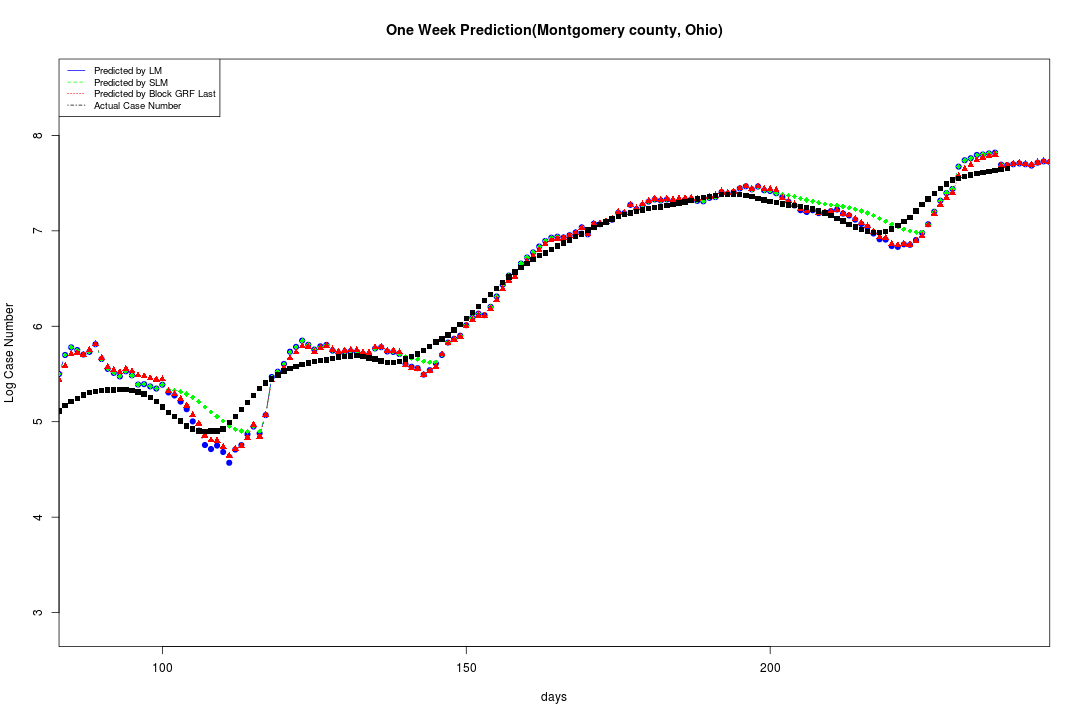 One Week Prediction(Montgomery county, Ohio)
Predicted by LM
Predicted by SLM
Predicted by Block GRF Last
Actual Case Number
Log Case Number
8
7
6
5
4
3
100 150 200
days